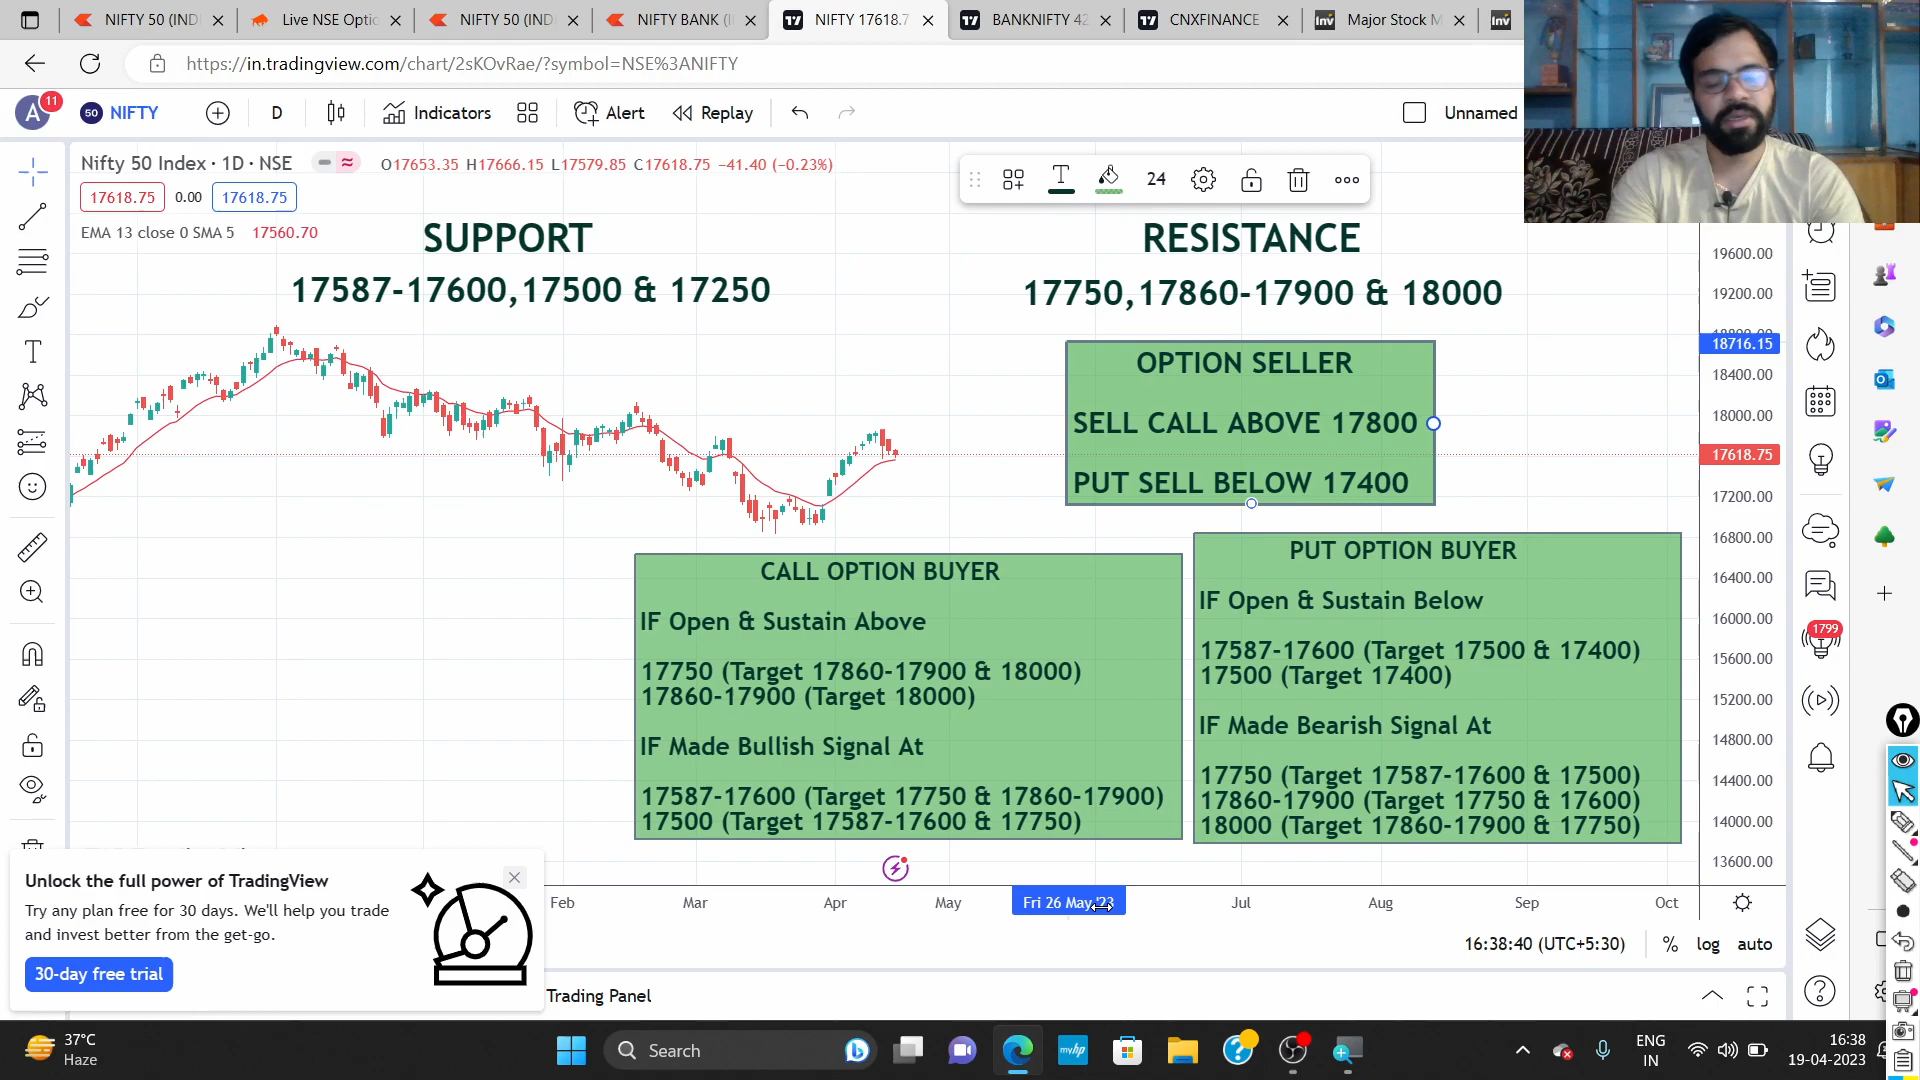 NIFTY 50 (IND
Live NSE Optio
NIFTY 50 (IND
NIFTY BANK (I
NIFTY 17618.7
BANKNIFTY 42
CNXFINANCE
Major Stock M
https://in.tradingview.com/chart/2sKOvRae/?symbol=NSE%3ANIFTY
A 11
50 NIFTY
D
Indicators
Alert
Replay
Unnamed
Nifty 50 Index · 1D · NSE
O17653.35 H17666.15 L17579.85 C17618.75 −41.40 (−0.23%)
24
17618.75 0.00 17618.75
EMA 13 close 0 SMA 5 17560.70
SUPPORT
17587-17600,17500 & 17250
RESISTANCE
17750,17860-17900 & 18000
OPTION SELLER
SELL CALL ABOVE 17800
PUT SELL BELOW 17400
CALL OPTION BUYER
IF Open & Sustain Above
17750 (Target 17860-17900 & 18000)
17860-17900 (Target 18000)
IF Made Bullish Signal At
17587-17600 (Target 17750 & 17860-17900)
17500 (Target 17587-17600 & 17750)
PUT OPTION BUYER
IF Open & Sustain Below
17587-17600 (Target 17500 & 17400)
17500 (Target 17400)
IF Made Bearish Signal At
17750 (Target 17587-17600 & 17500)
17860-17900 (Target 17750 & 17600)
18000 (Target 17860-17900 & 17750)
19600.00
19200.00
18716.15
18400.00
18000.00
17618.75
17200.00
16800.00
16400.00
16000.00
15600.00
15200.00
14800.00
14400.00
14000.00
13600.00
1799
Feb
Mar
Apr
May
Fri 26 May '23
Jul
Aug
Sep
Oct
Unlock the full power of TradingView
Try any plan free for 30 days. We'll help you trade
and invest better from the get-go.
30-day free trial
16:38:40 (UTC+5:30)
%
log
auto
Trading Panel
37°C
Haze
Search
ENG
IN
16:38
19-04-2023